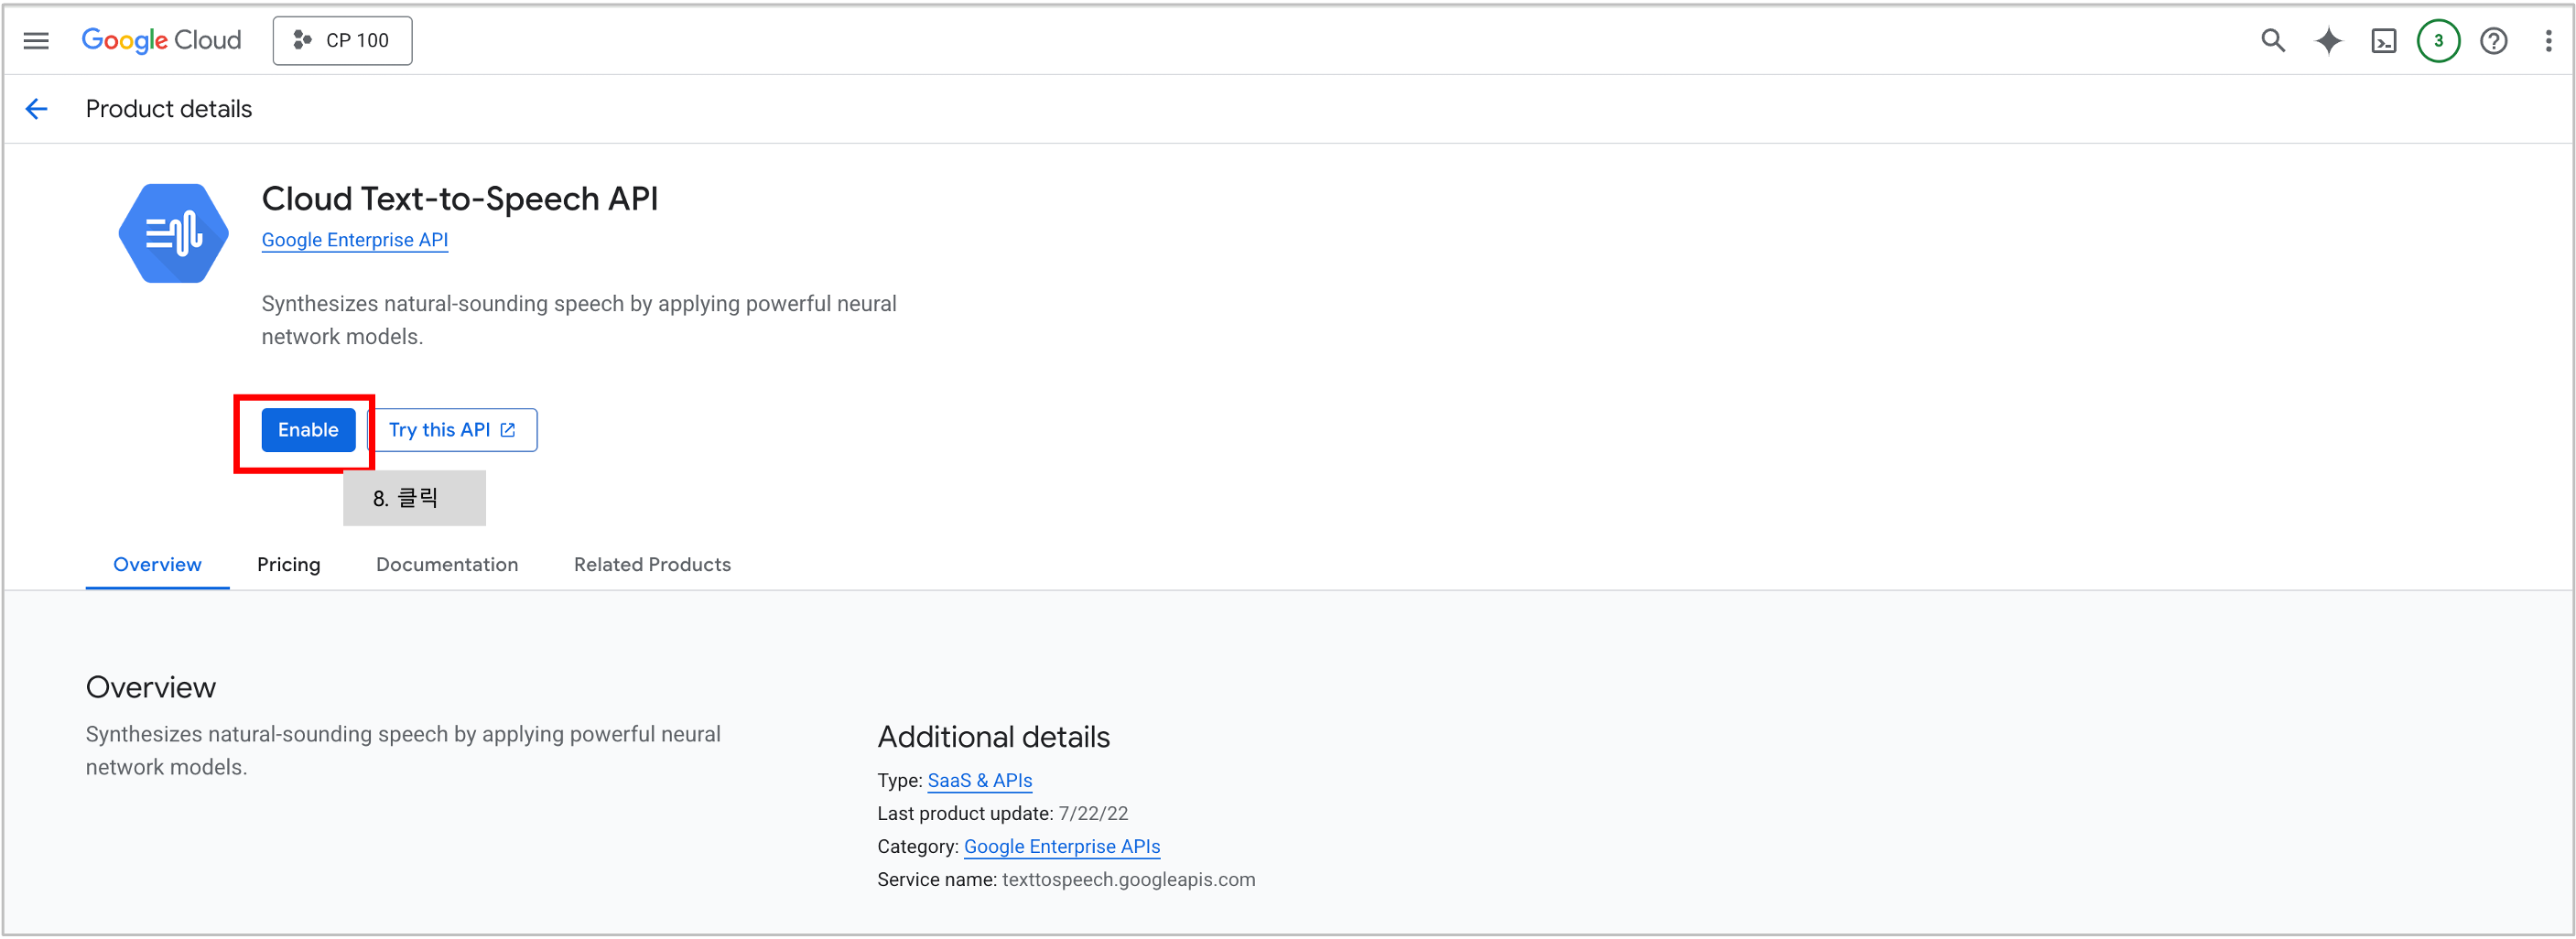 Google Cloud
CP 100
3
Product details
Cloud Text-to-Speech API
Google Enterprise API
Synthesizes natural-sounding speech by applying powerful neural
network models.
Enable
Try this API
8. 클릭
Overview
Pricing
Documentation
Related Products
Overview
Synthesizes natural-sounding speech by applying powerful neural
network models.
Additional details
Type: SaaS & APIs
Last product update: 7/22/22
Category: Google Enterprise APIs
Service name: texttospeech.googleapis.com